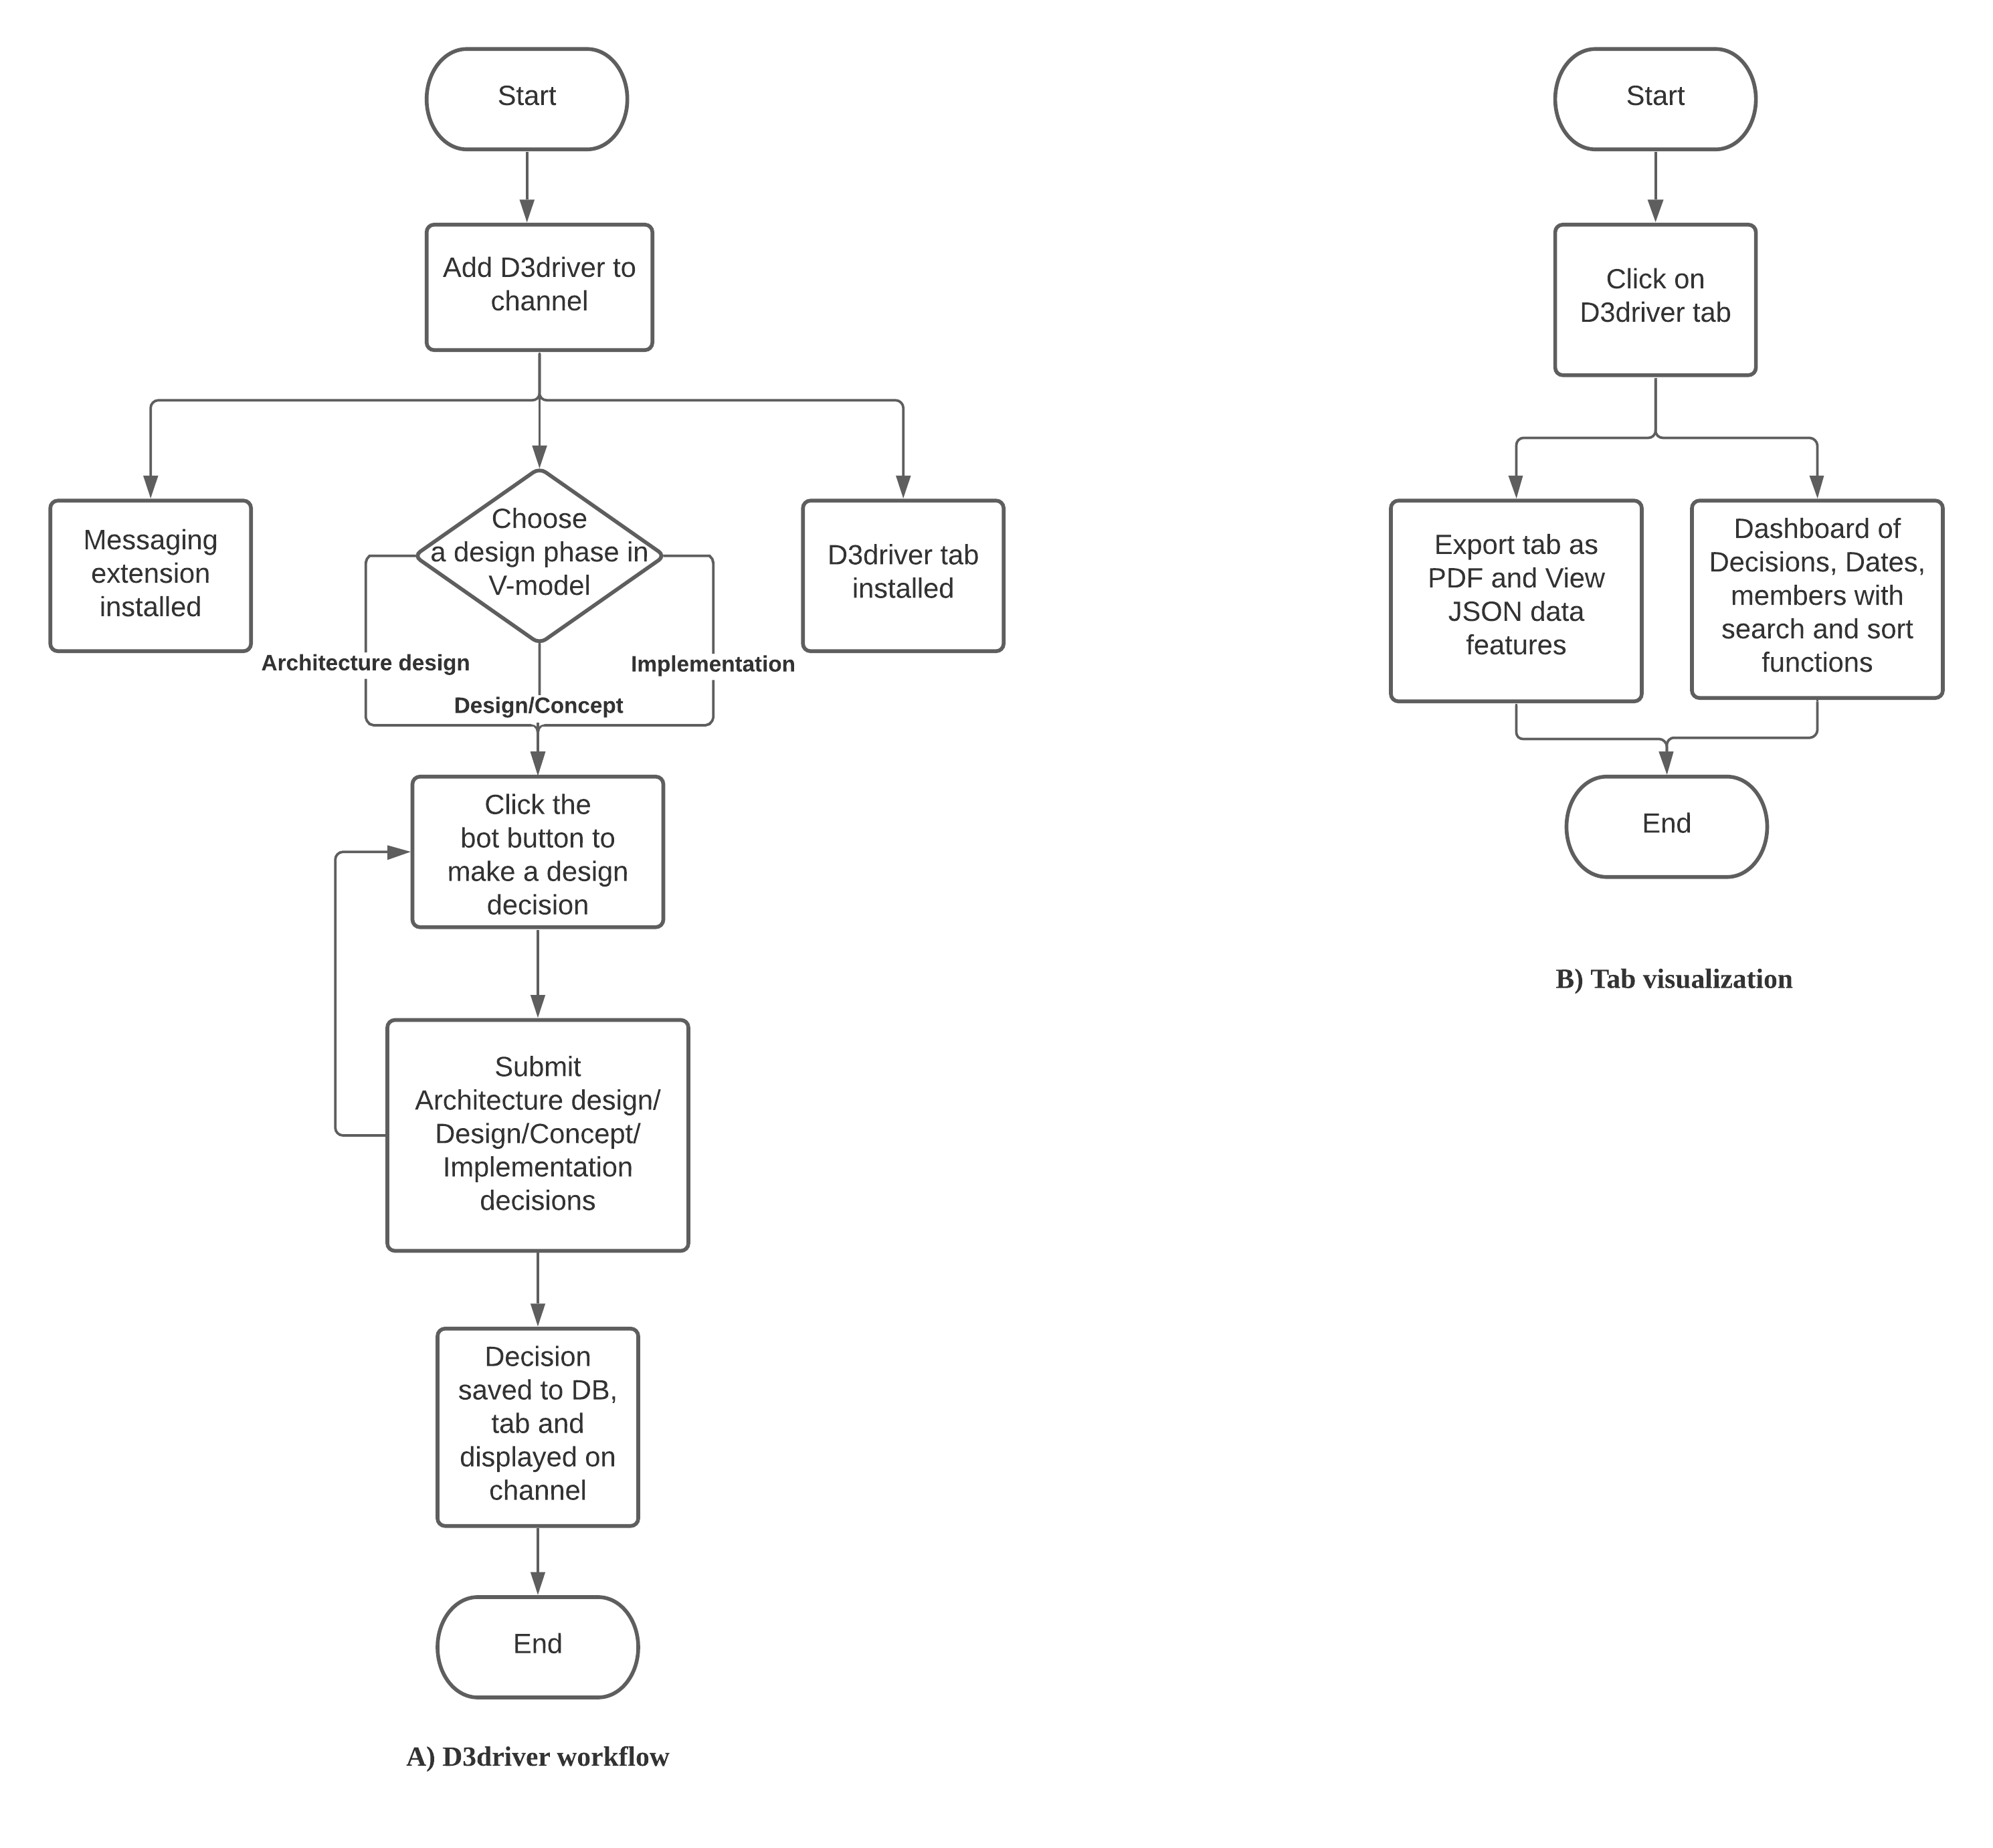 Start
Add D3driver to
channel
Messaging
extension
installed
Choose
a design phase in
V-model
D3driver tab
installed
Architecture design
Implementation
Design/Concept
Click the
bot button to
make a design
decision
Submit
Architecture design/
Design/Concept/
Implementation
decisions
Decision
saved to DB,
tab and
displayed on
channel
End
A) D3driver workflow
Start
Click on
D3driver tab
Export tab as
PDF and View
JSON data
features
Dashboard of
Decisions, Dates,
members with
search and sort
functions
End
B) Tab visualization